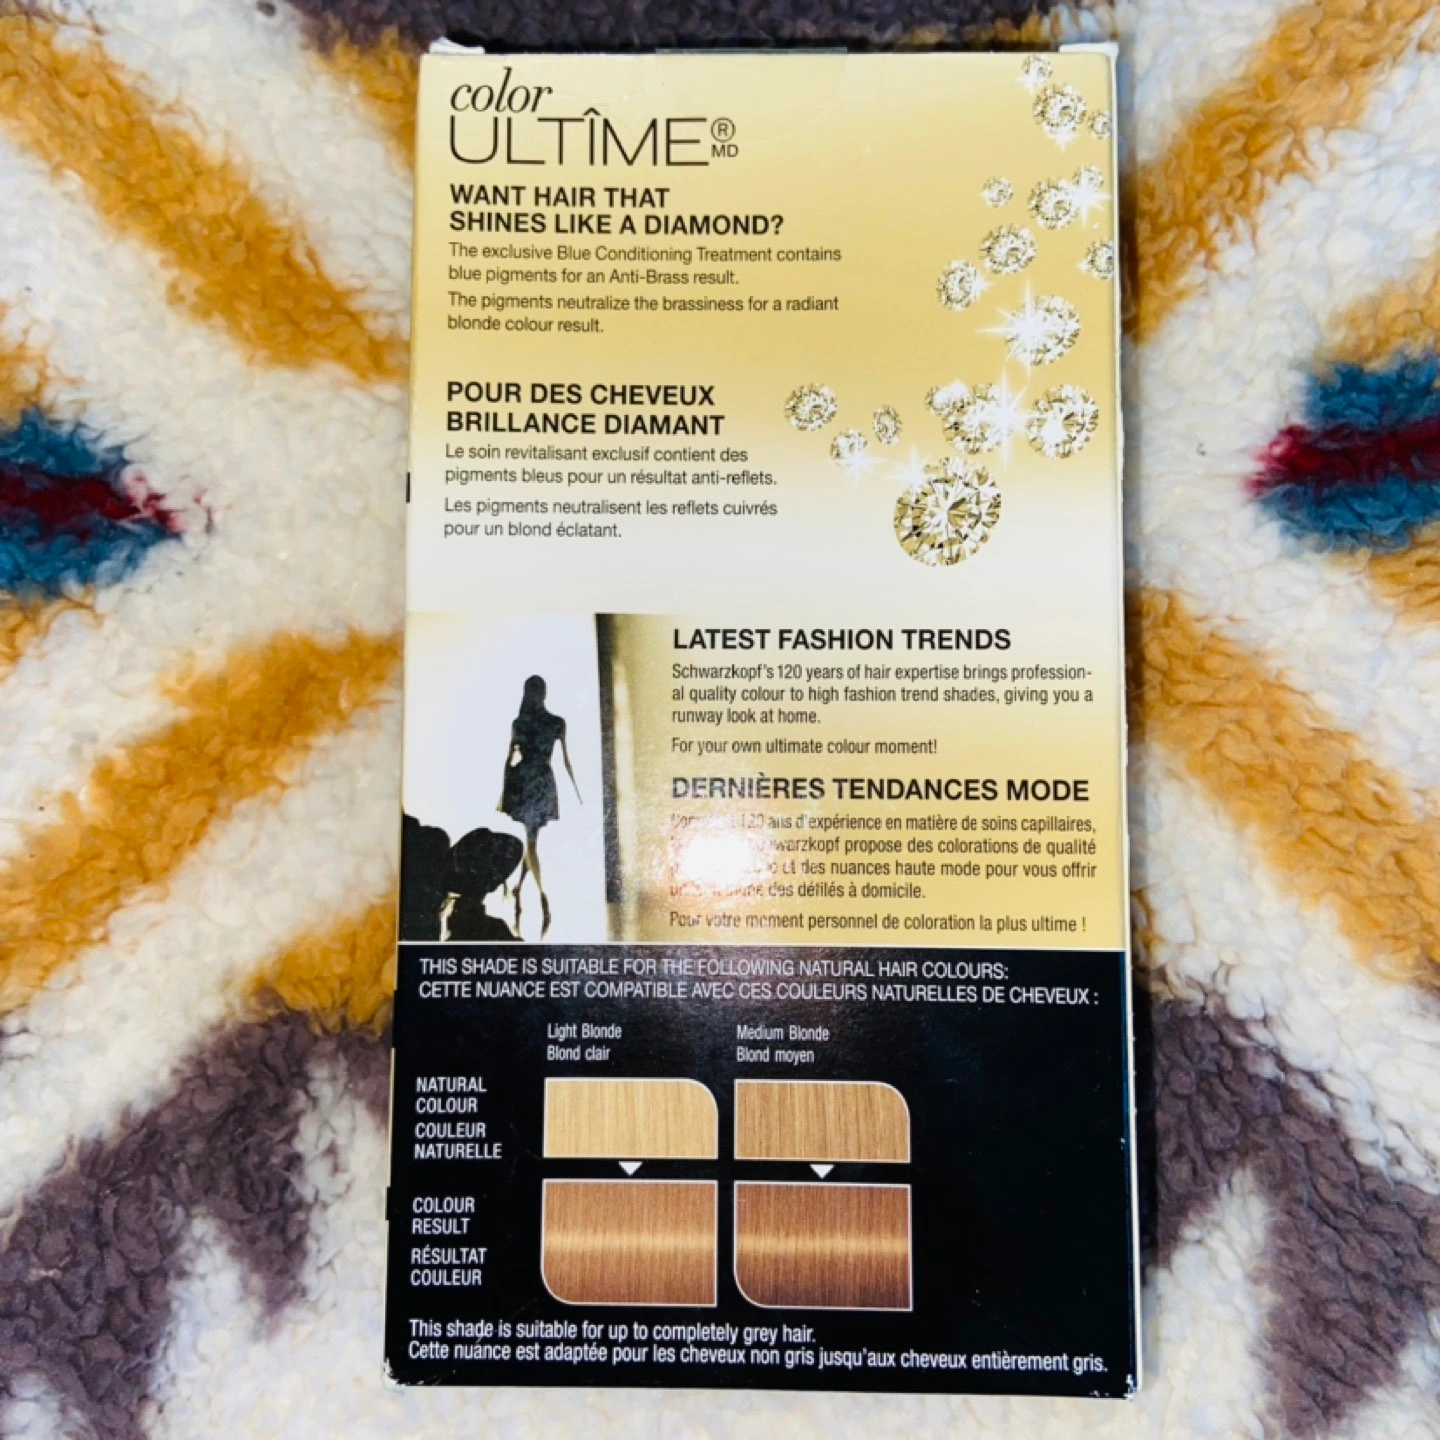 color
ULTÎME® MD
WANT HAIR THAT
SHINES LIKE A DIAMOND?
The exclusive Blue Conditioning Treatment contains
blue pigments for an Anti-Brass result.
The pigments neutralize the brassiness for a radiant
blonde colour result.
POUR DES CHEVEUX
BRILLANCE DIAMANT
Le soin revitalisant exclusif contient des
pigments bleus pour un résultat anti-reflets.
Les pigments neutralisent les reflets cuivrés
pour un blond éclatant.
LATEST FASHION TRENDS
Schwarzkopf's 120 years of hair expertise brings profession-
al quality colour to high fashion trend shades, giving you a
runway look at home.
For your own ultimate colour moment!
DERNIÈRES TENDANCES MODE
120 ans d'expérience en matière de soins capillaires,
Schwarzkopf propose des colorations de qualité
et des nuances haute mode pour vous offrir
des défilés à domicile.
Pour votre moment personnel de coloration la plus ultime !
THIS SHADE IS SUITABLE FOR THE FOLLOWING NATURAL HAIR COLOURS:
CETTE NUANCE EST COMPATIBLE AVEC CES COULEURS NATURELLES DE CHEVEUX :
Light Blonde
Blond clair
Medium Blonde
Blond moyen
NATURAL
COLOUR
COULEUR
NATURELLE
COLOUR
RESULT
RÉSULTAT
COULEUR
This shade is suitable for up to completely grey hair.
Cette nuance est adaptée pour les cheveux non gris jusqu'aux cheveux entièrement gris.